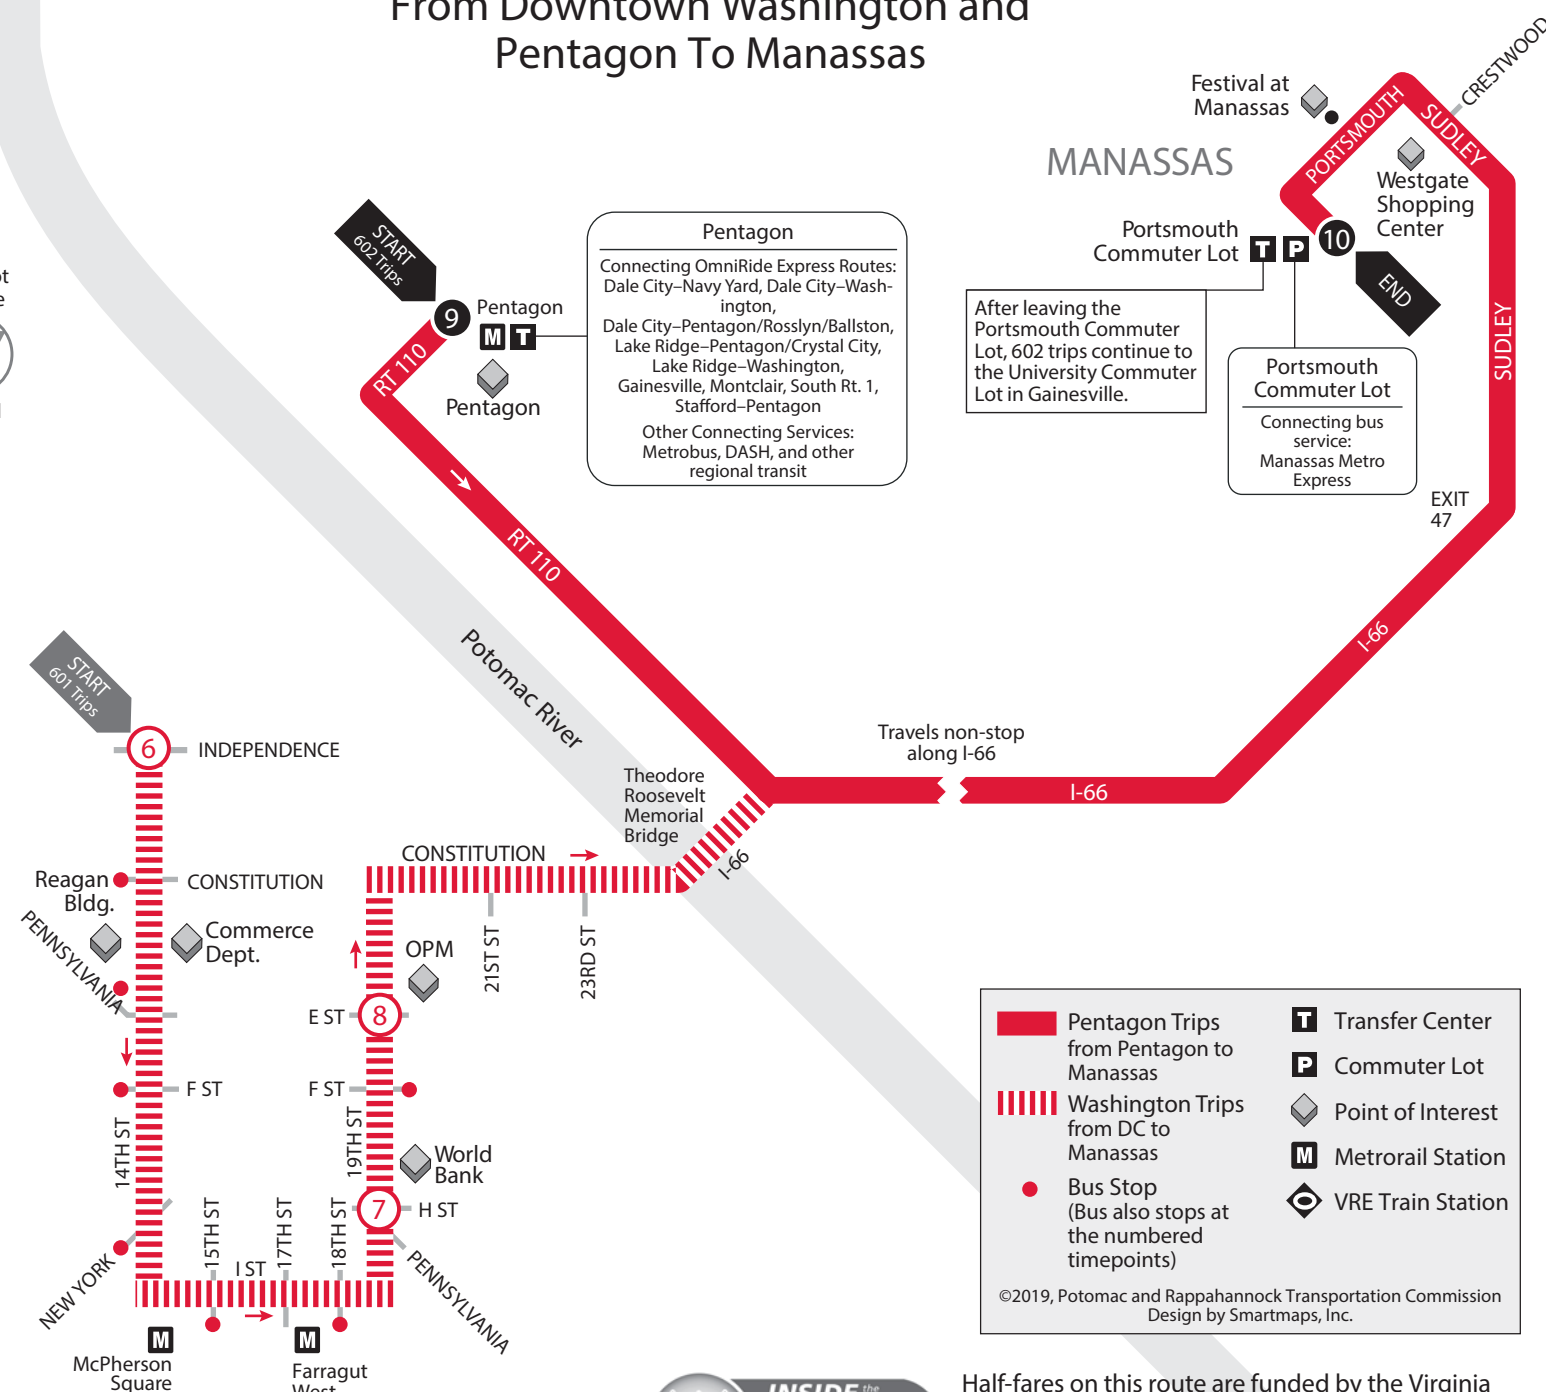 From Downtown Washington and
Pentagon To Manassas
CRESTWOOD
Festival at
Manassas
PORTSMOUTH
SUDLEY
MANASSAS
Westgate
Shopping
Center
Portsmouth
Commuter Lot
T
P
10
END
SUDLEY
START
602 Trips
9
Pentagon
M
T
RT 110
Pentagon
Pentagon
Connecting OmniRide Express Routes:
Dale City–Navy Yard, Dale City–Wash-
ington,
Dale City–Pentagon/Rosslyn/Ballston,
Lake Ridge–Pentagon/Crystal City,
Lake Ridge–Washington,
Gainesville, Montclair, South Rt. 1,
Stafford–Pentagon
Other Connecting Services:
Metrobus, DASH, and other
regional transit
After leaving the
Portsmouth Commuter
Lot, 602 trips continue to
the University Commuter
Lot in Gainesville.
Portsmouth
Commuter Lot
Connecting bus
service:
Manassas Metro
Express
EXIT
47
RT 110
I-66
Potomac River
Travels non-stop
along I-66
I-66
START
601 Trips
6
INDEPENDENCE
Theodore
Roosevelt
Memorial
Bridge
I-66
CONSTITUTION
Reagan
Bldg.
CONSTITUTION
PENNSYLVANIA
Commerce
Dept.
OPM
21ST ST
23RD ST
E ST
8
F ST
F ST
14TH ST
19TH ST
World
Bank
7
H ST
NEW YORK
15TH ST
17TH ST
18TH ST
I ST
PENNSYLVANIA
M
McPherson
Square
M
Farragut
West
Pentagon Trips
from Pentagon to
Manassas
Washington Trips
from DC to
Manassas
Bus Stop
(Bus also stops at
the numbered
timepoints)
T Transfer Center
P Commuter Lot
Point of Interest
M Metrorail Station
VRE Train Station
©2019, Potomac and Rappahannock Transportation Commission
Design by Smartmaps, Inc.
INSIDE the
Half-fares on this route are funded by the Virginia